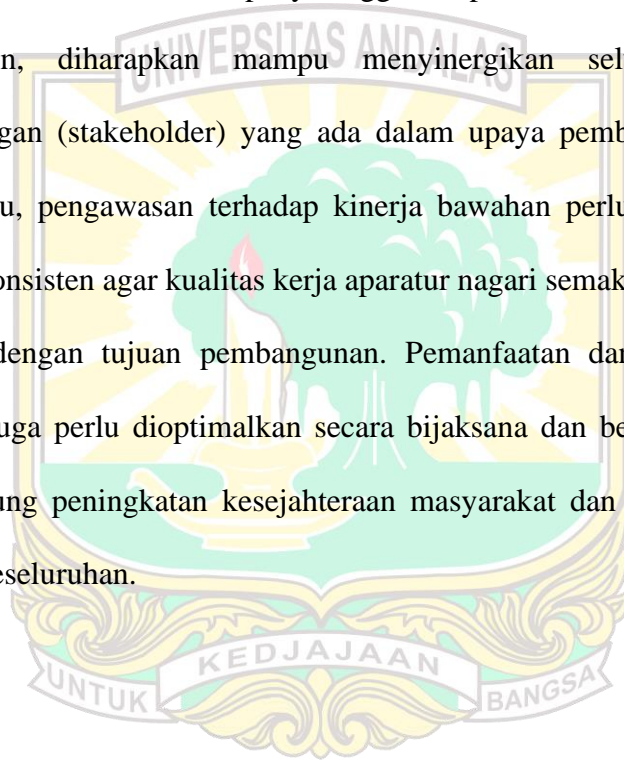 UNIVERSITAS ANDALAS
n, diharapkan mampu menyinergikan sel
gan (stakeholder) yang ada dalam upaya pemb
u, pengawasan terhadap kinerja bawahan perlu
onsisten agar kualitas kerja aparatur nagari semak
dengan tujuan pembangunan. Pemanfaatan dan
uga perlu dioptimalkan secara bijaksana dan be
ung peningkatan kesejahteraan masyarakat dan
eseluruhan.
UNTUK KEDJAJAAN BANGSA